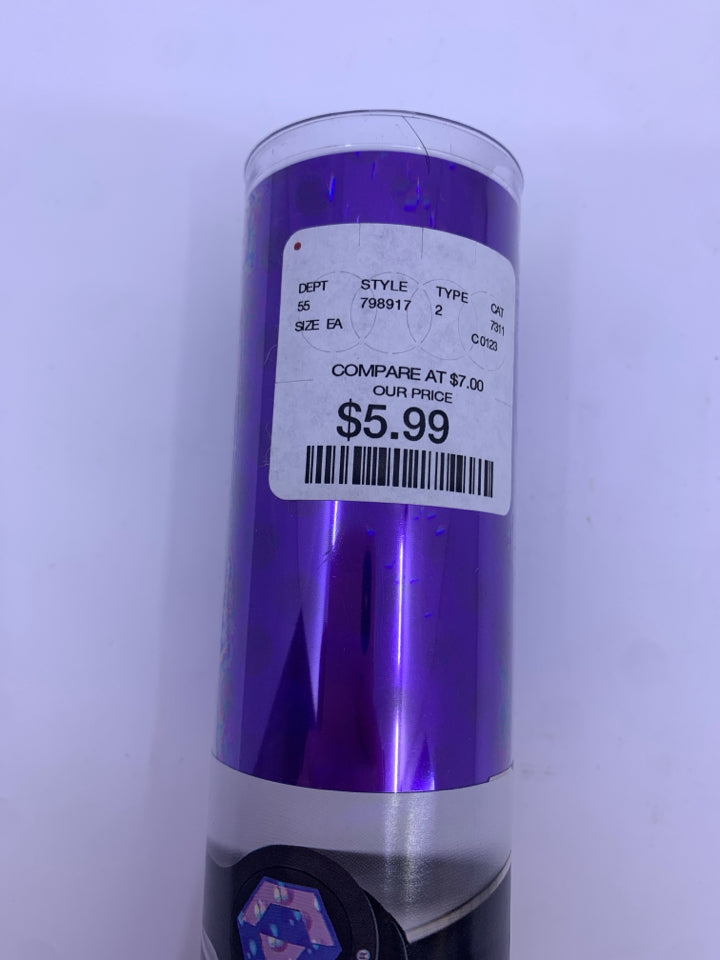 DEPT STYLE TYPE CAT
55 798917 2 7311
SIZE EA C0123
COMPARE AT $7.00
OUR PRICE
$5.99